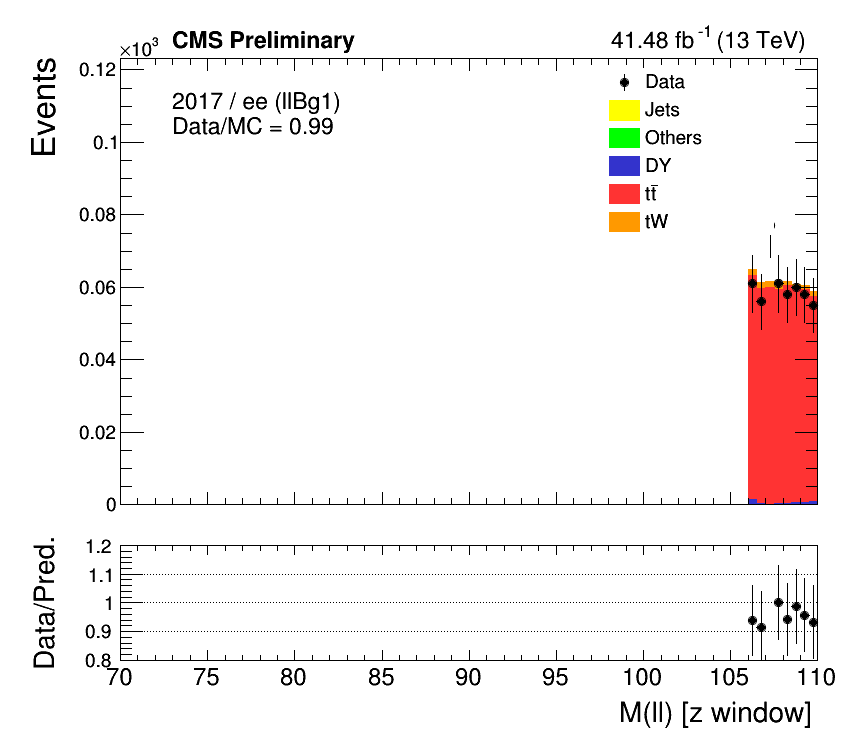 ×10³ CMS Preliminary 41.48 fb⁻¹ (13 TeV)
Events
0.12
0.1
0.08
0.06
0.04
0.02
0
2017 / ee (llBg1)
Data/MC = 0.99
Data
Jets
Others
DY
tt̄
tW
Data/Pred.
1.2
1.1
1
0.9
0.8
70 75 80 85 90 95 100 105 110
M(ll) [z window]